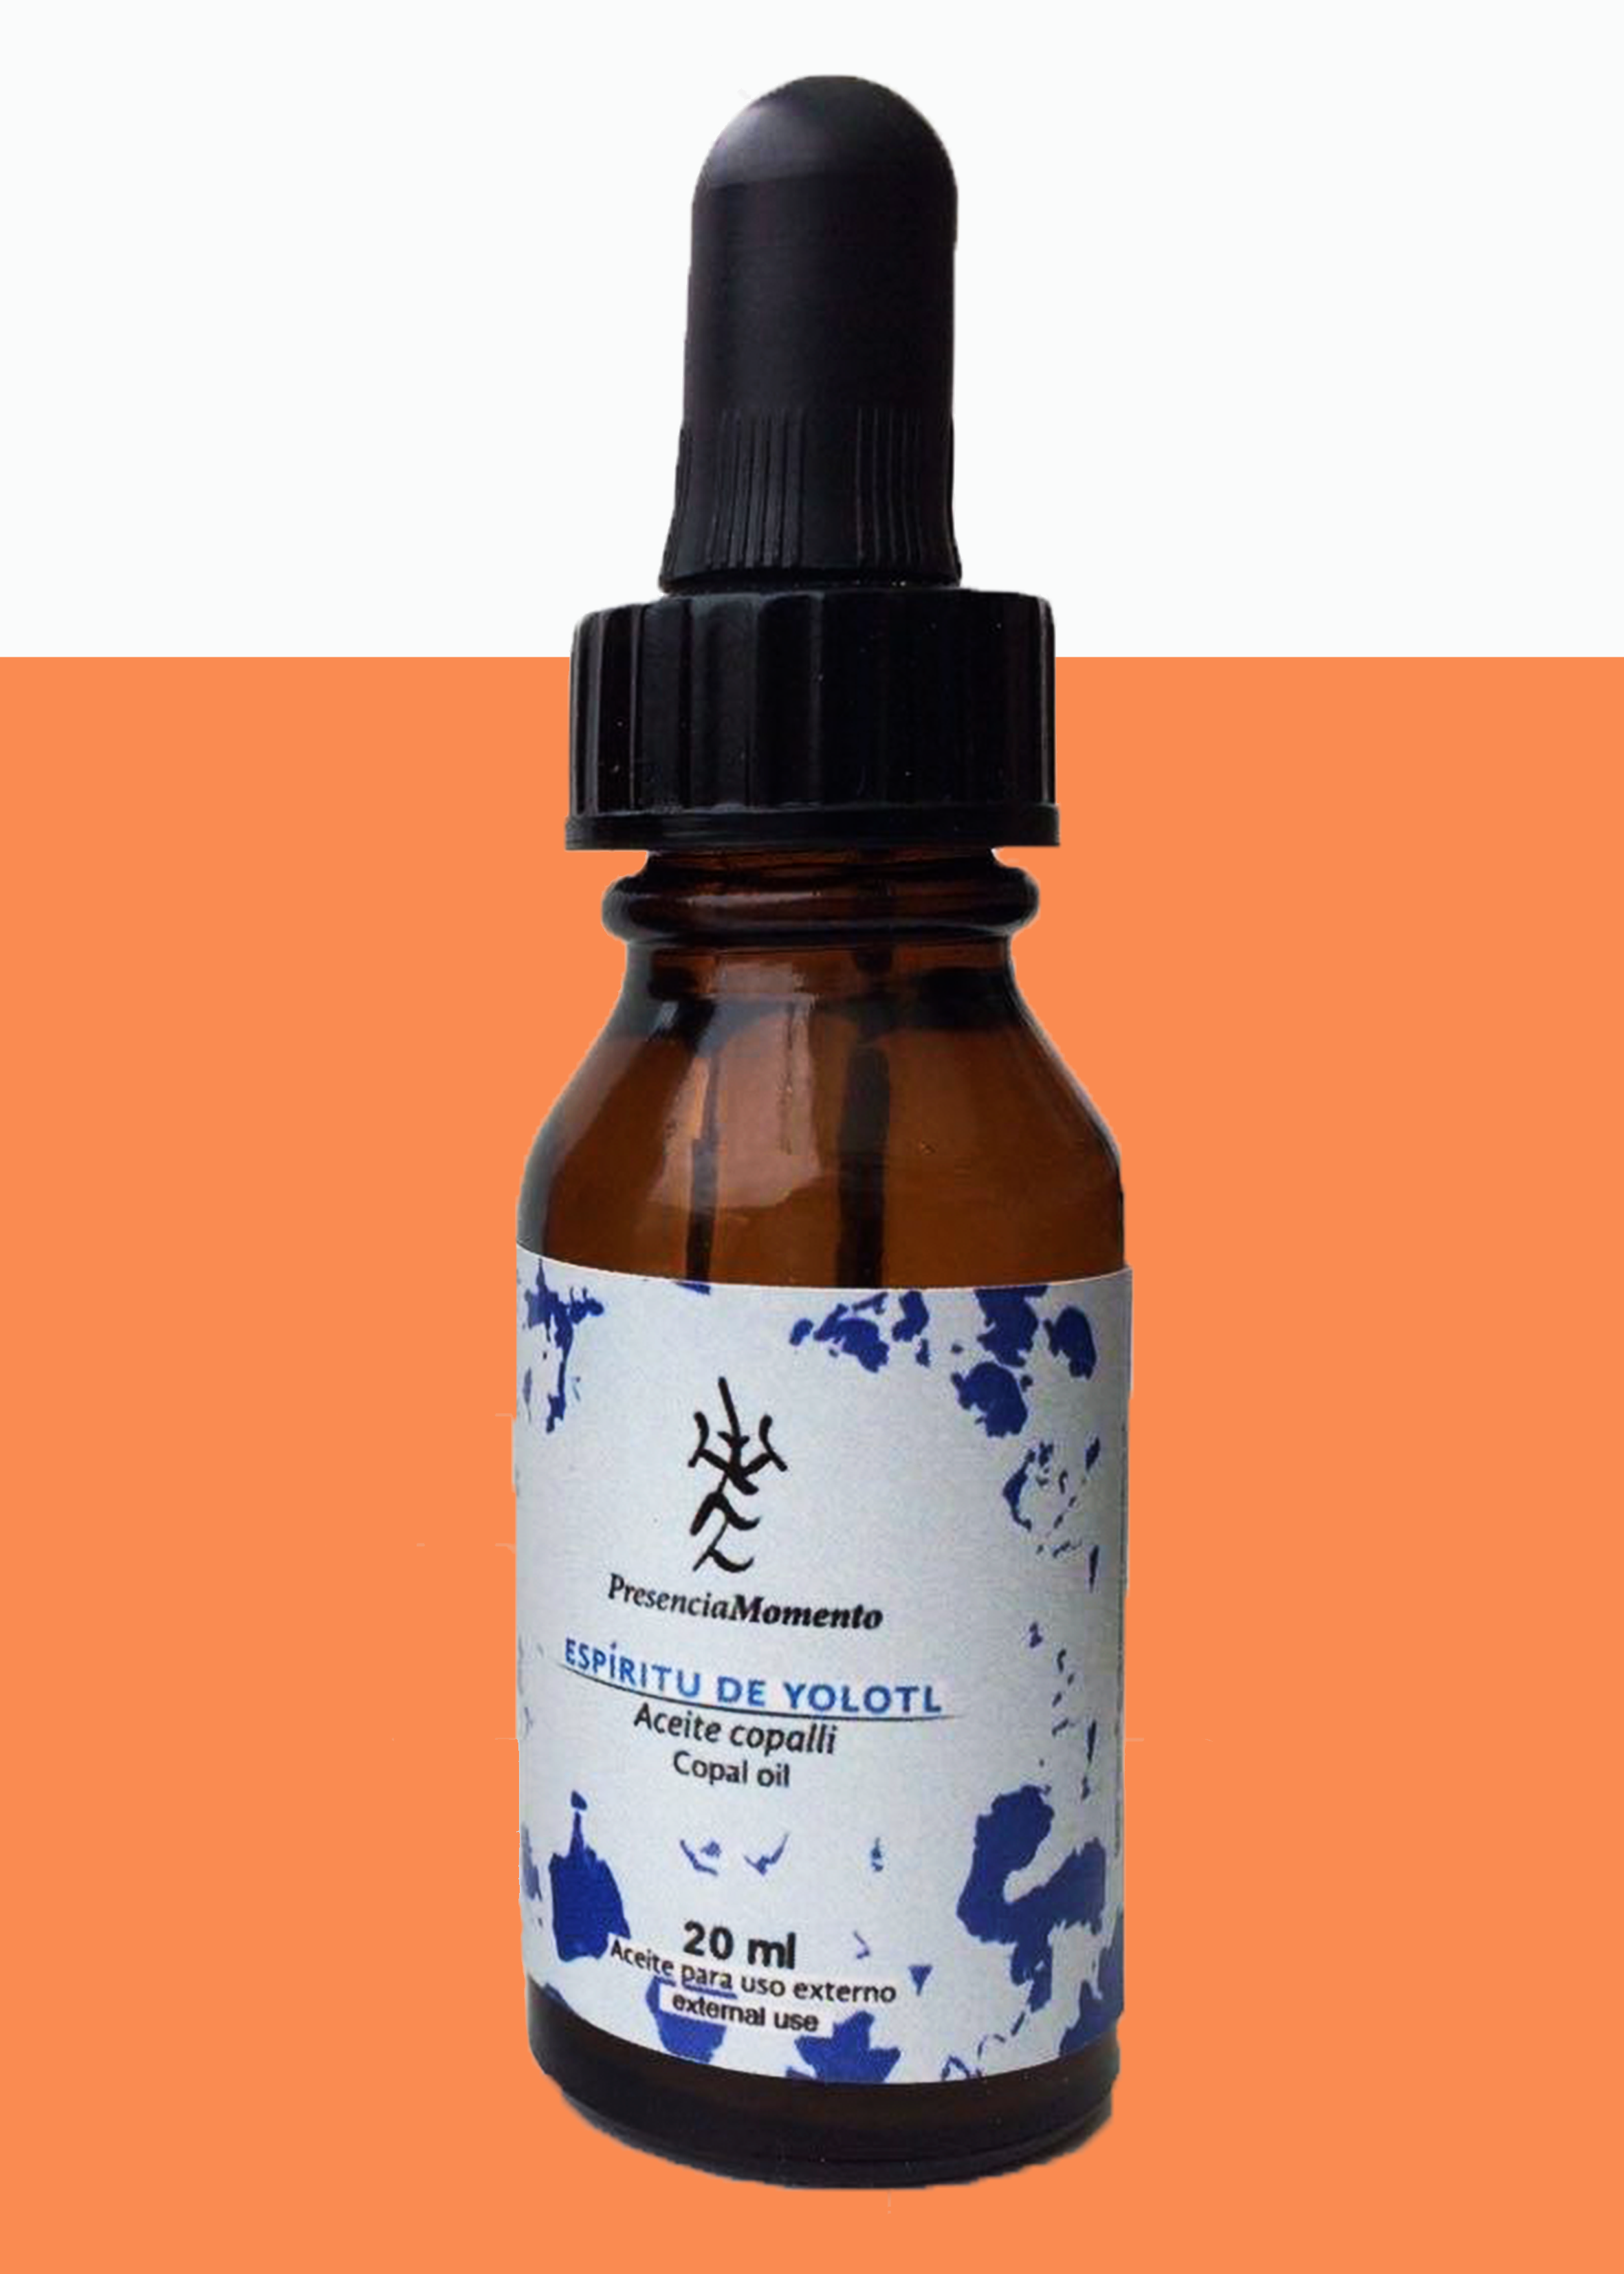 PresenciaMomento
ESPÍRITU DE YOLOTL
Aceite copalli
Copal oil
20 ml
Aceite para uso externo
external use